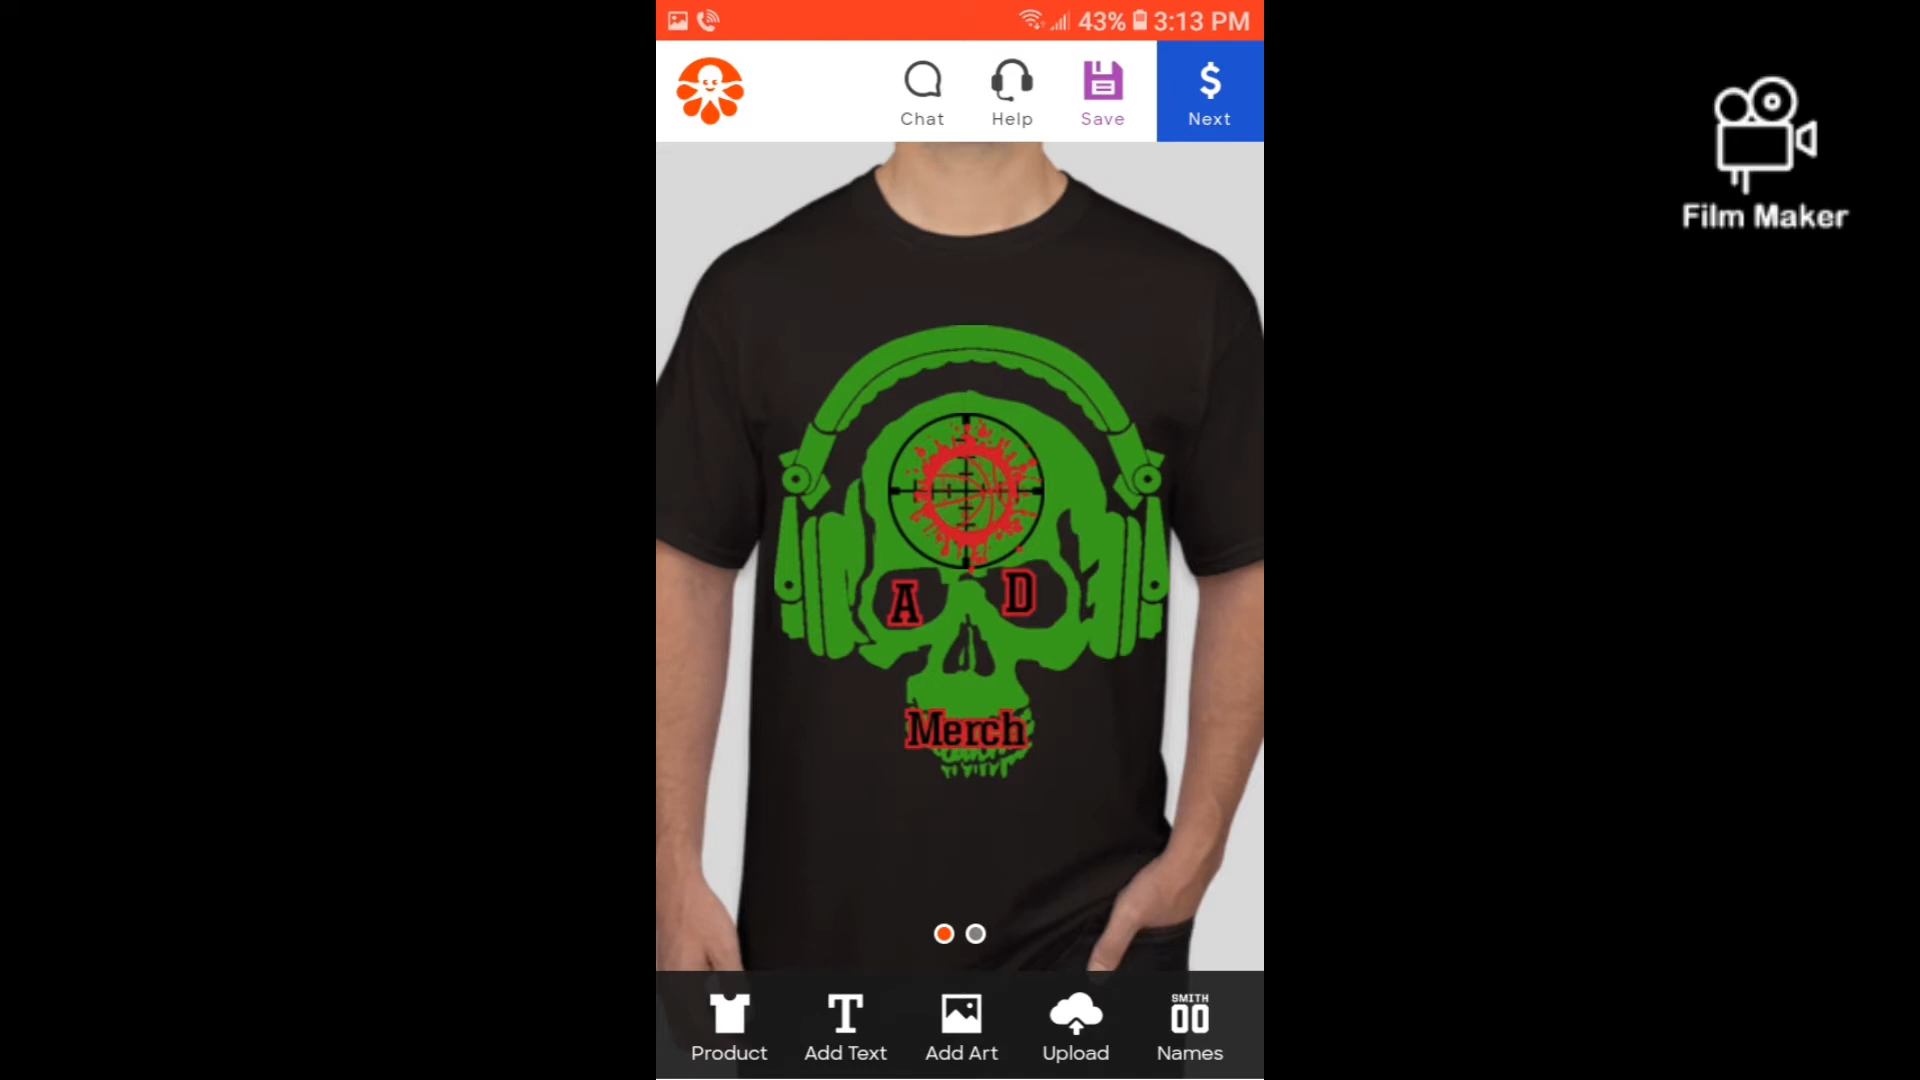 43% 3:13 PM
Chat Help Save $ Next
Film Maker
A D
Merch
SMITH
00
Product T Add Text Add Art Upload Names